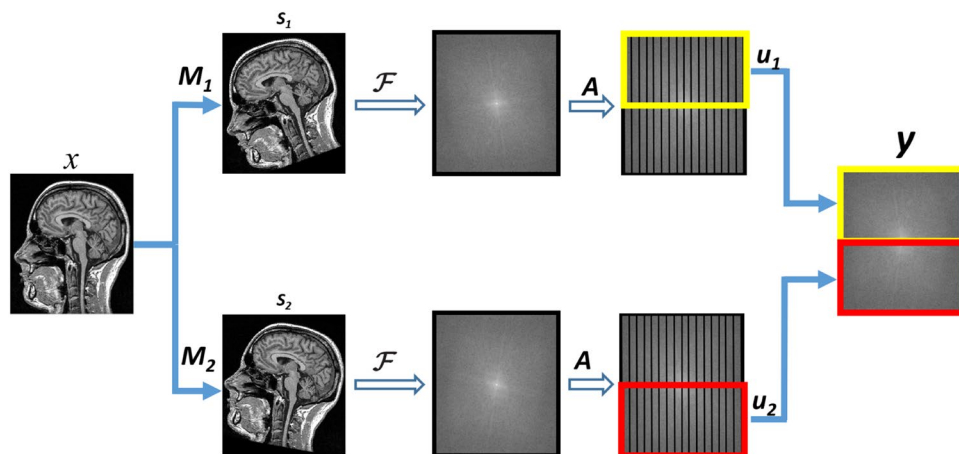 s₁
M₁
ℱ
A
u₁
x
y
s₂
M₂
ℱ
A
u₂